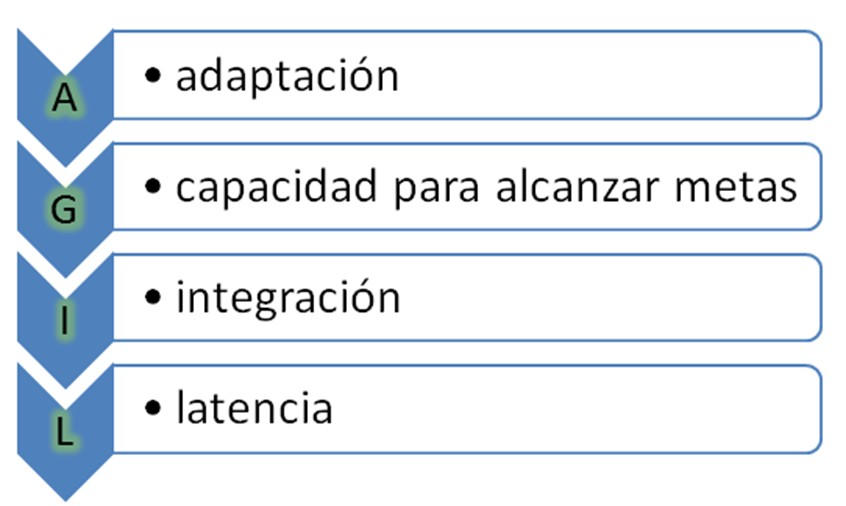 A
• adaptación
G
• capacidad para alcanzar metas
I
• integración
L
• latencia